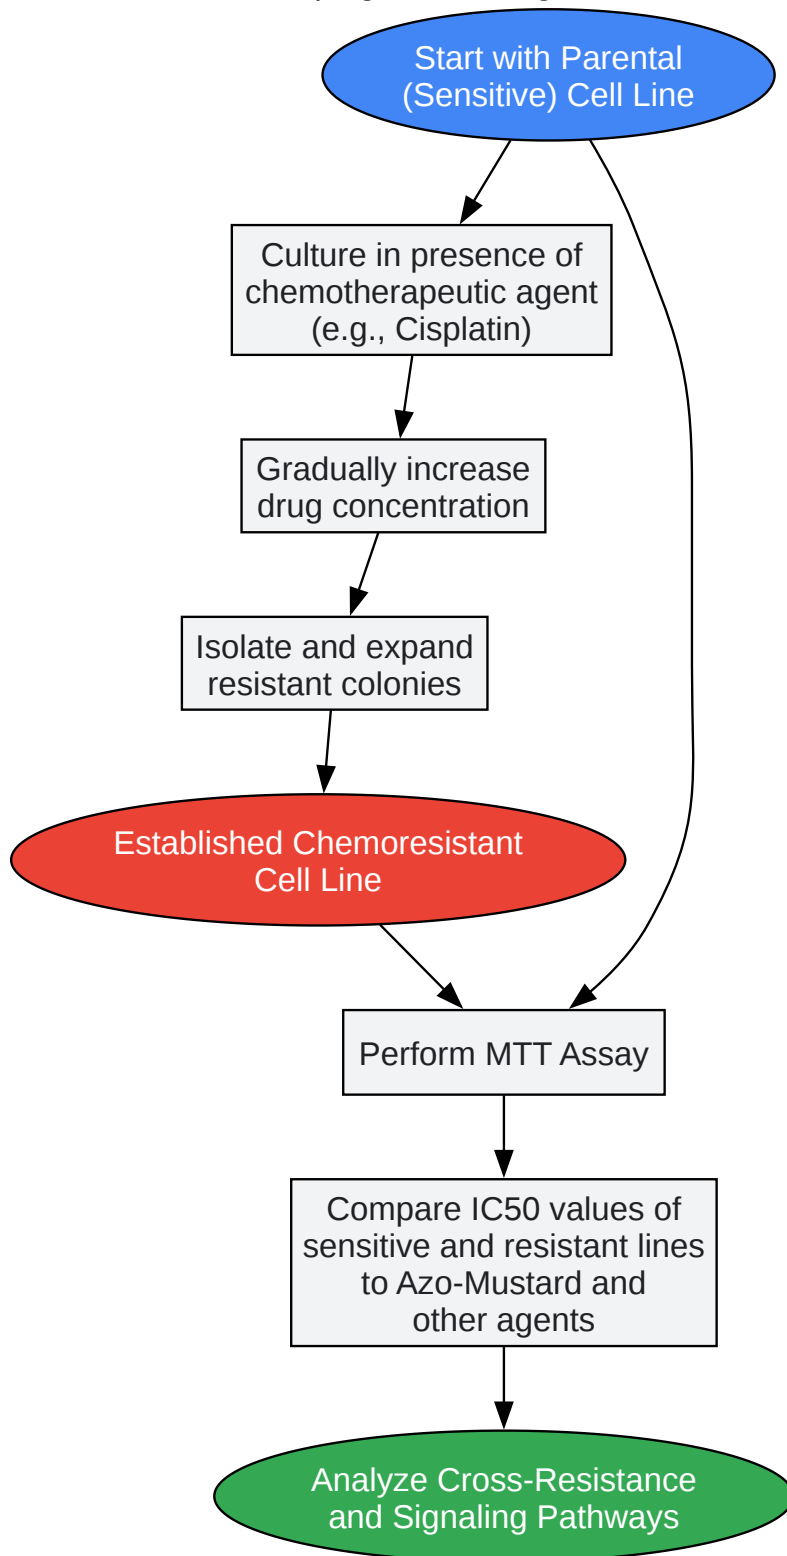 Start with Parental
(Sensitive) Cell Line
Culture in presence of
chemotherapeutic agent
(e.g., Cisplatin)
Gradually increase
drug concentration
Isolate and expand
resistant colonies
Established Chemoresistant
Cell Line
Perform MTT Assay
Compare IC50 values of
sensitive and resistant lines
to Azo-Mustard and
other agents
Analyze Cross-Resistance
and Signaling Pathways